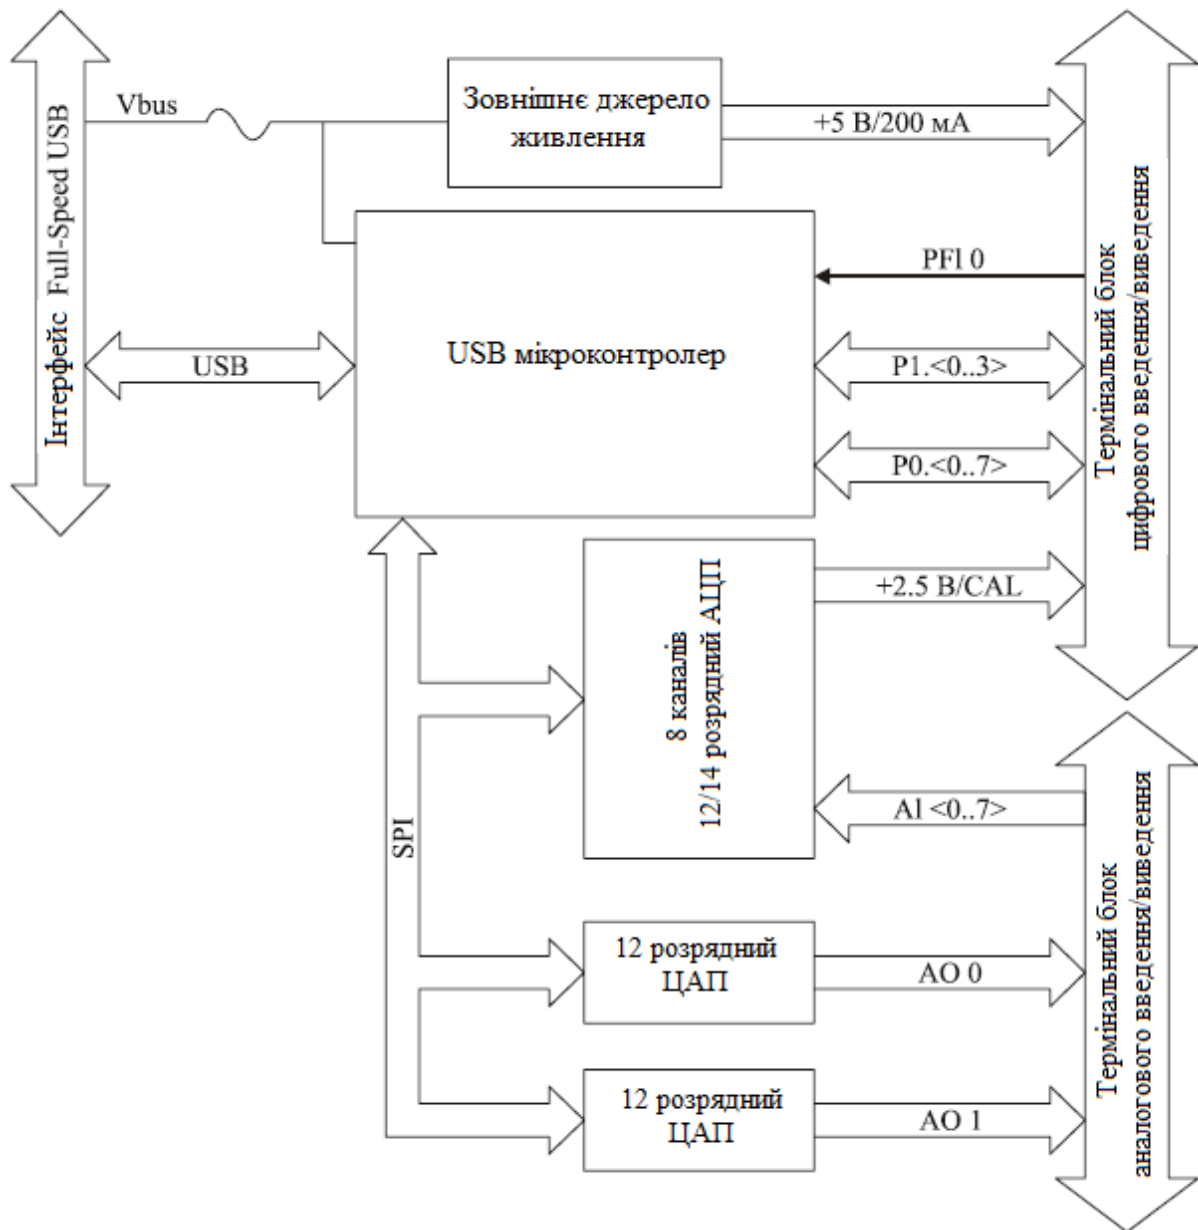 Інтерфейс Full-Speed USB
Vbus
Зовнішнє джерело
живлення
+5 В/200 мА
USB
USB мікроконтролер
PFl 0
P1.<0..3>
P0.<0..7>
Термінальний блок
цифрового введення/виведення
SPI
8 каналів
12/14 розрядний АЦП
+2.5 В/CAL
Al <0..7>
12 розрядний
ЦАП
AO 0
12 розрядний
ЦАП
AO 1
Термінальний блок
аналогового введення/виведення